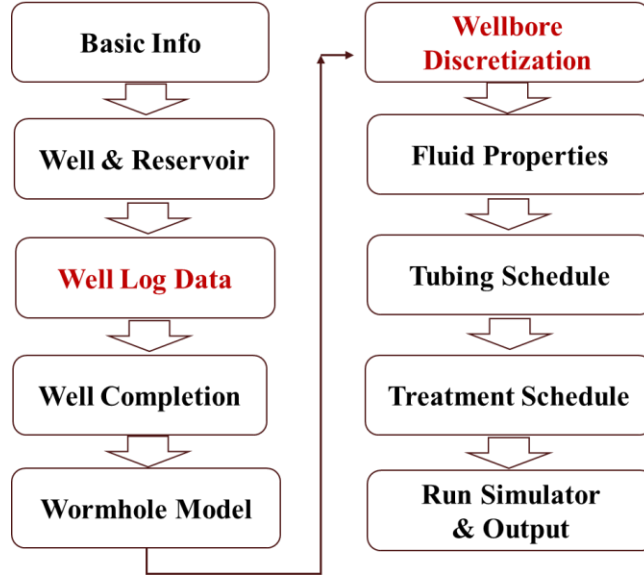 Basic Info
Well & Reservoir
Well Log Data
Well Completion
Wormhole Model
Wellbore
Discretization
Fluid Properties
Tubing Schedule
Treatment Schedule
Run Simulator
& Output